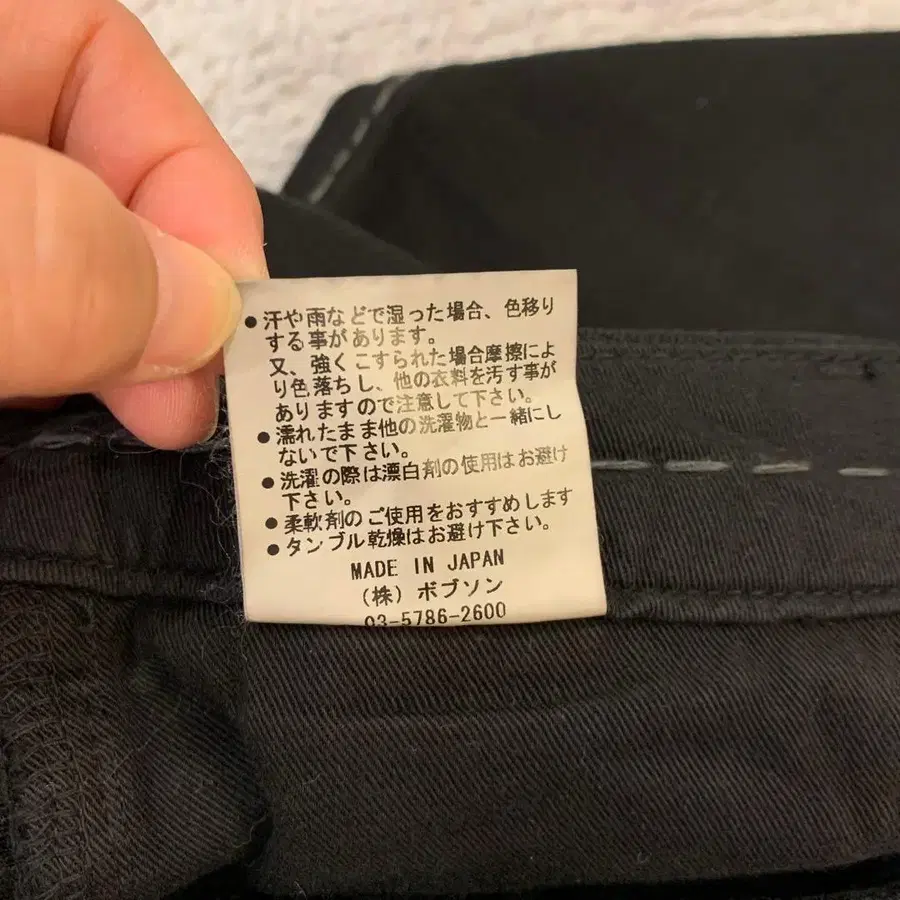 ●汗や雨などで湿った場合、色移り
する事があります。
又、強くこすられた場合摩擦によ
り色落ちし、他の衣料を汚す事が
ありますので注意して下さい。
●濡れたまま他の洗濯物と一緒にし
ないで下さい。
●洗濯の際は漂白剤の使用はお避け
下さい。
●柔軟剤のご使用をおすすめします
●タンブル乾燥はお避け下さい。
MADE IN JAPAN
(株) ボブソン
03-5786-2600